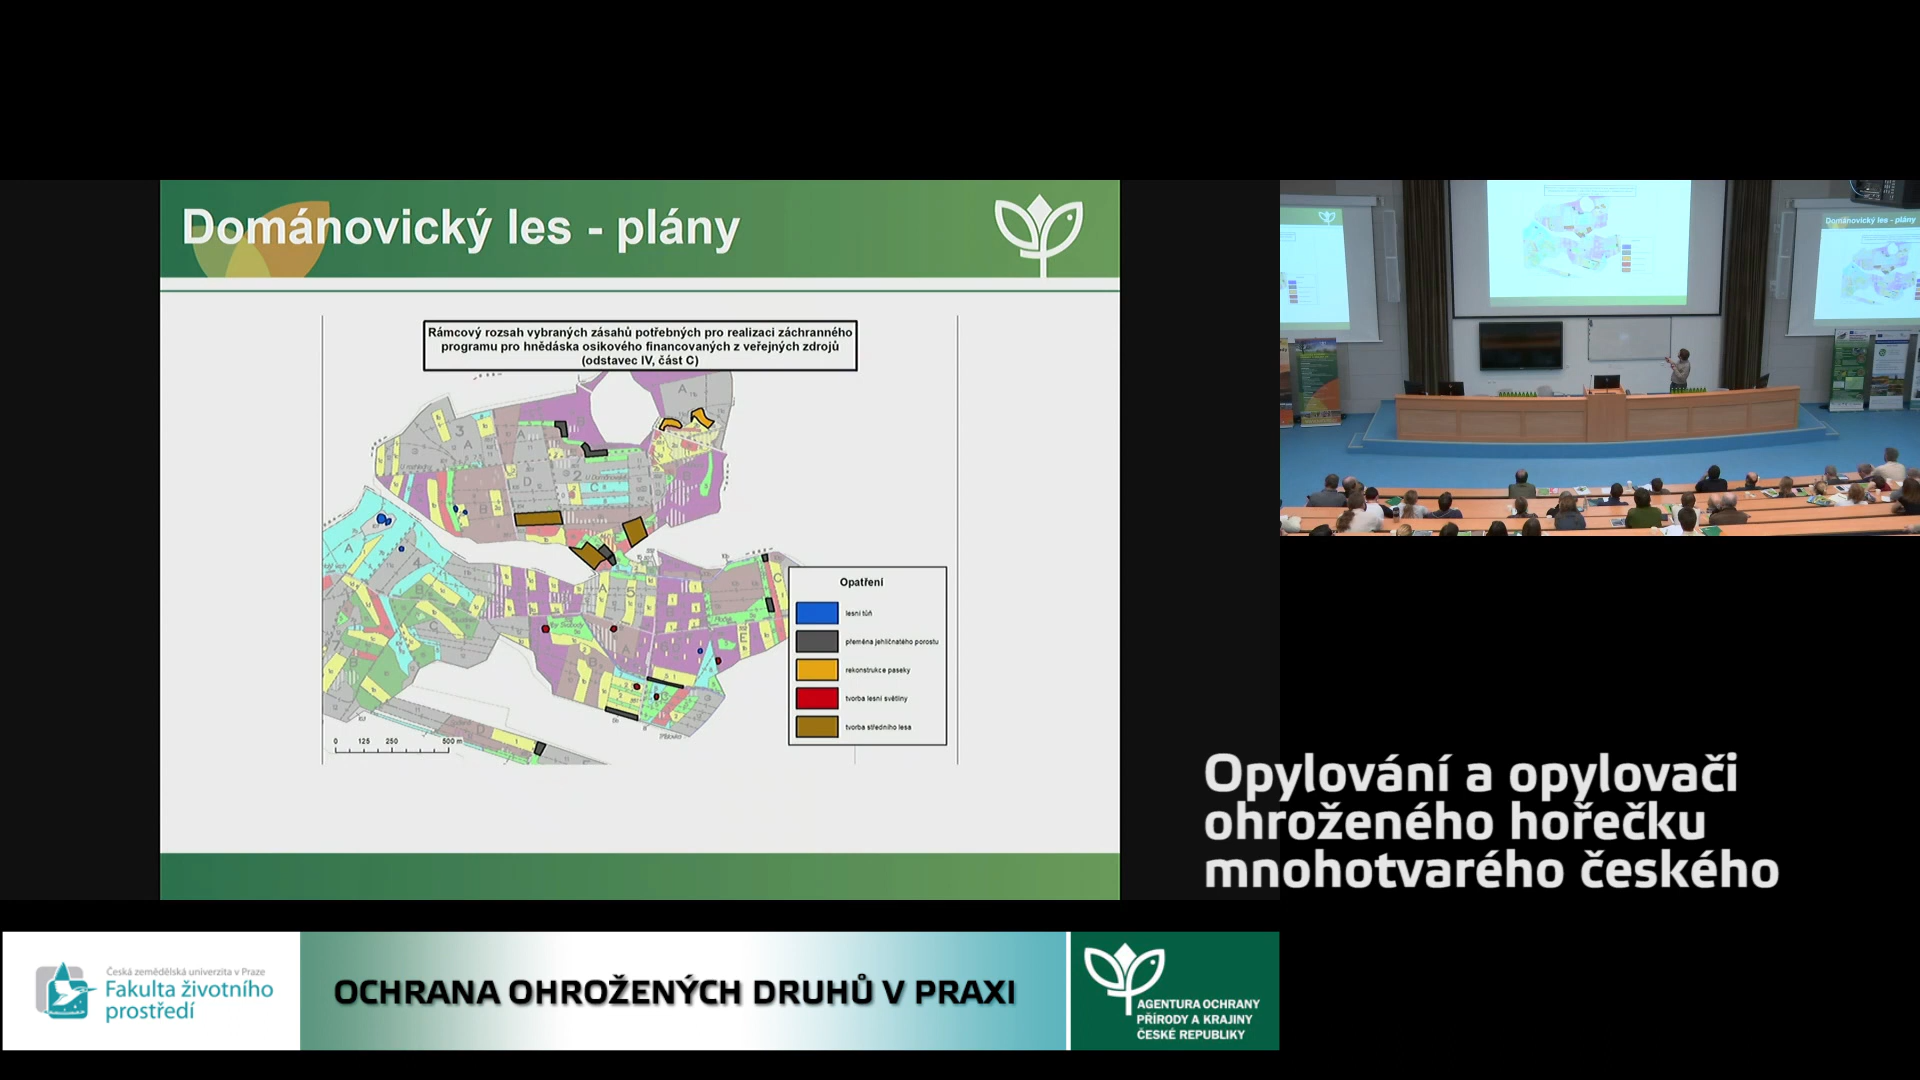 Dománovický les - plány
Rámcový rozsah vybraných zásahů potřebných pro realizaci záchranného
programu pro hnědáska osikového financovaných z veřejných zdrojů
(odstavec IV, část C)
Opatření
lesní tůň
přeměna jehličnatého porostu
rekonstrukce paseky
tvorba lesní světliny
tvorba středního lesa
0 125 250 500 m
Dománovický les - plány
Opylování a opylovači
ohroženého hořečku
mnohotvarého českého
Česká zemědělská univerzita v Praze
Fakulta životního
prostředí
OCHRANA OHROŽENÝCH DRUHŮ V PRAXI
AGENTURA OCHRANY
PŘÍRODY A KRAJINY
ČESKÉ REPUBLIKY